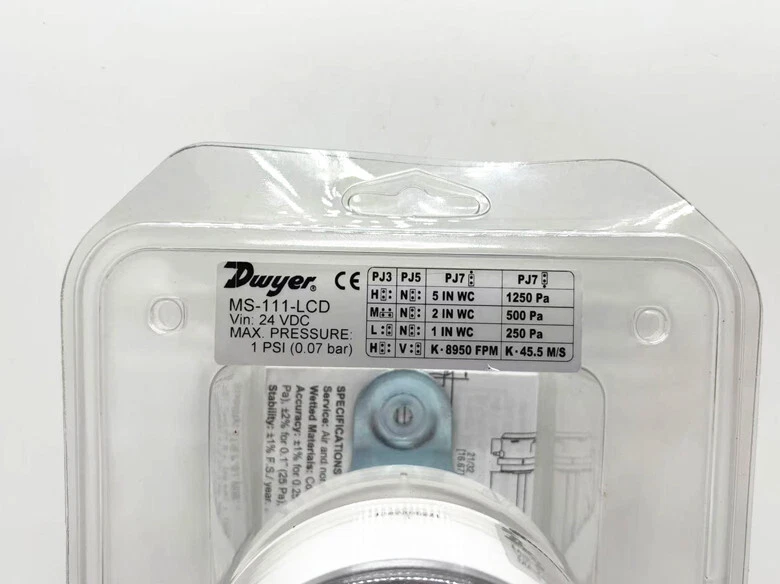 Dwyer® CE
MS-111-LCD
Vin: 24 VDC
MAX. PRESSURE:
1 PSI (0.07 bar)
PJ3 PJ5 PJ7 PJ7
H N 5 IN WC 1250 Pa
M N 2 IN WC 500 Pa
L N 1 IN WC 250 Pa
H V K·8950 FPM K·45.5 M/S
SPECIFICATIONS
Service: Air and
Wetted Materials:
Accuracy: ±1% for
Pa), ±2% for 0.1" (25 Pa)
Stability: ±1% F.S./year.
21/32